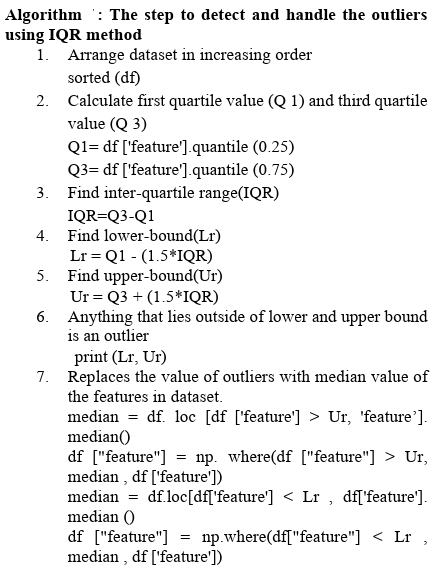 Algorithm : The step to detect and handle the outliers
using IQR method
1. Arrange dataset in increasing order
sorted (df)
2. Calculate first quartile value (Q 1) and third quartile
value (Q 3)
Q1= df ['feature'].quantile (0.25)
Q3= df ['feature'].quantile (0.75)
3. Find inter-quartile range(IQR)
IQR=Q3-Q1
4. Find lower-bound(Lr)
Lr = Q1 - (1.5*IQR)
5. Find upper-bound(Ur)
Ur = Q3 + (1.5*IQR)
6. Anything that lies outside of lower and upper bound
is an outlier
print (Lr, Ur)
7. Replaces the value of outliers with median value of
the features in dataset.
median = df. loc [df ['feature'] > Ur, 'feature’].
median()
df ["feature"] = np. where(df ["feature"] > Ur,
median , df ['feature'])
median = df.loc[df['feature'] < Lr , df['feature'].
median ()
df ["feature"] = np.where(df["feature"] < Lr ,
median , df ['feature'])